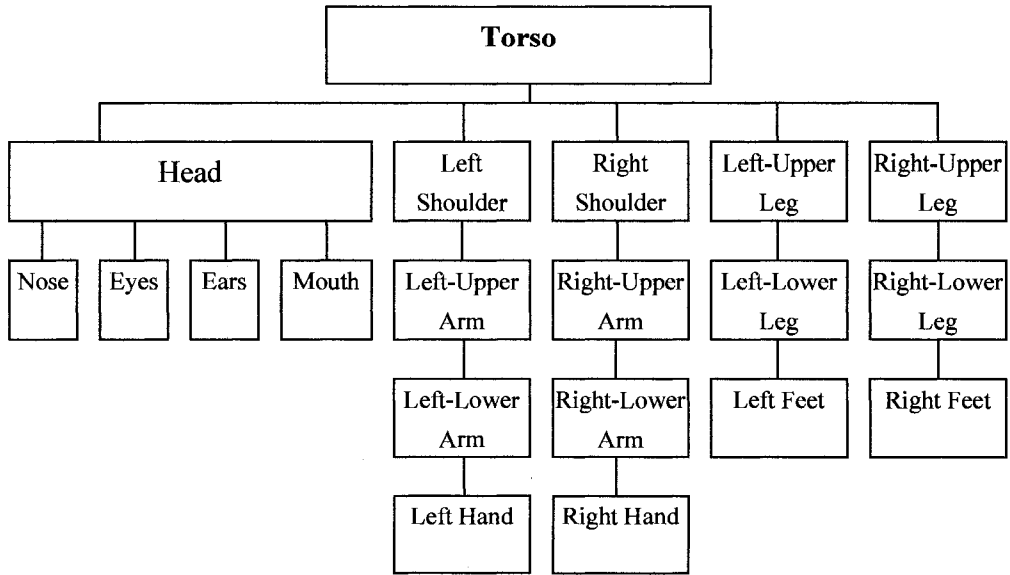 Torso
Head
Left
Shoulder
Right
Shoulder
Left-Upper
Leg
Right-Upper
Leg
Nose
Eyes
Ears
Mouth
Left-Upper
Arm
Right-Upper
Arm
Left-Lower
Leg
Right-Lower
Leg
Left-Lower
Arm
Right-Lower
Arm
Left Feet
Right Feet
Left Hand
Right Hand